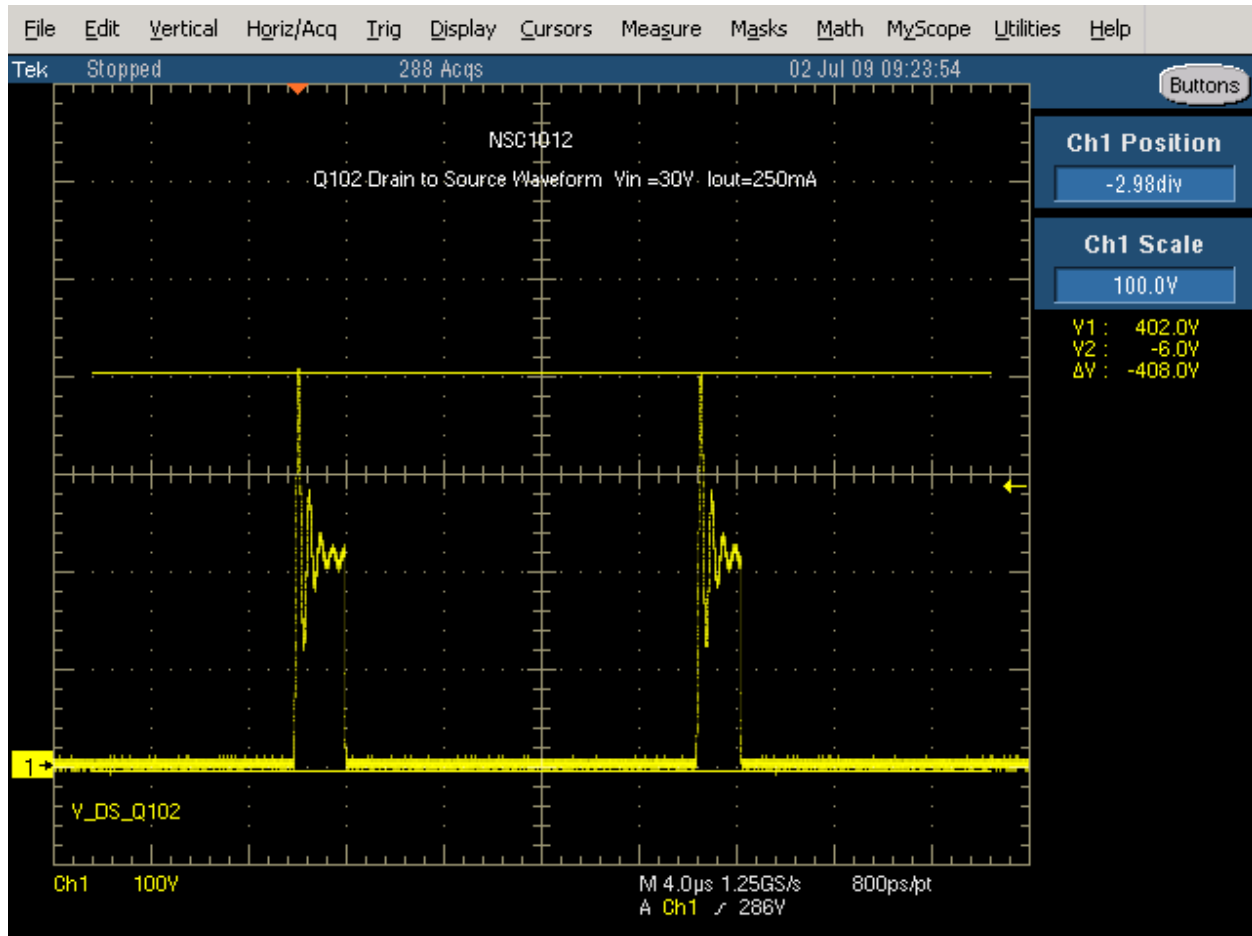 File Edit Vertical Horiz/Acq Trig Display Cursors Measure Masks Math MyScope Utilities Help
Tek Stopped 288 Acqs 02 Jul 09 09:23:54
Buttons
NSC1012
Q102 Drain to Source Waveform Vin =30V Iout=250mA
Ch1 Position
-2.98div
Ch1 Scale
100.0V
V1 : 402.0V
V2 : -6.0V
ΔV : -408.0V
1
V_DS_Q102
Ch1 100V M 4.0µs 1.25GS/s 800ps/pt
A Ch1 286V